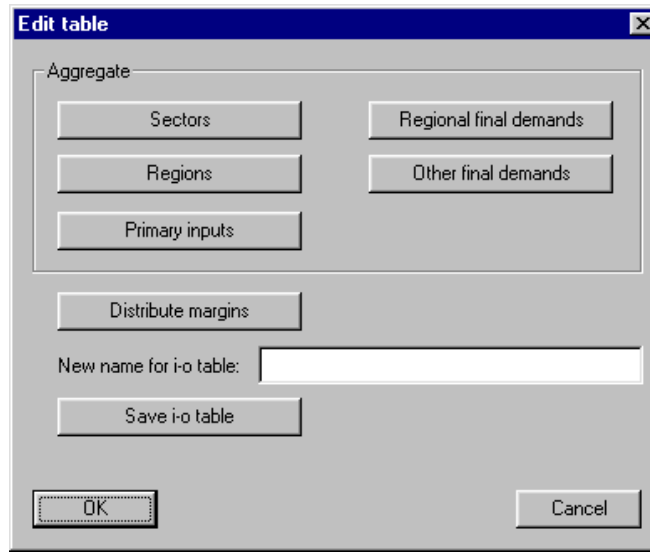 Edit table
Aggregate
Sectors
Regional final demands
Regions
Other final demands
Primary inputs
Distribute margins
New name for i-o table:
Save i-o table
OK
Cancel